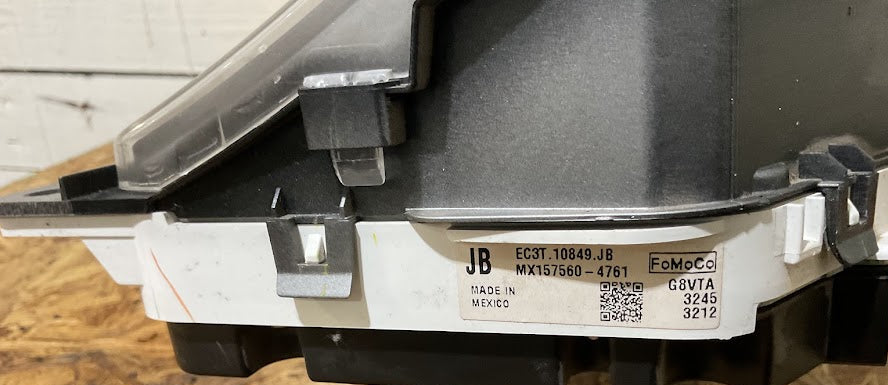 JB
EC3T.10849.JB
MX157560-4761
FoMoCo
MADE IN
MEXICO
G8VTA
3245
3212